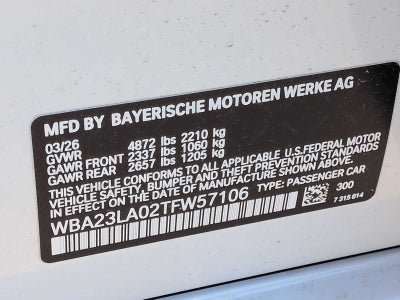 MFD BY BAYERISCHE MOTOREN WERKE AG
03/26
GVWR 4872 lbs 2210 kg
GAWR FRONT 2337 lbs 1060 kg
GAWR REAR 2657 lbs 1205 kg
THIS VEHICLE CONFORMS TO ALL APPLICABLE U.S.FEDERAL MOTOR
VEHICLE SAFETY, BUMPER, AND THEFT PREVENTION STANDARDS IN
EFFECT ON THE DATE OF MANUFACTURE SHOWN ABOVE.
WBA23LA02TFW57106 TYPE: PASSENGER CAR
300
7 315 014